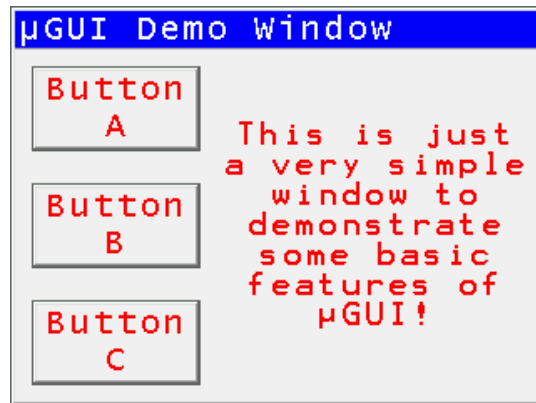 µGUI Demo Window
Button
A
Button
B
Button
C
This is just
a very simple
window to
demonstrate
some basic
features of
µGUI!